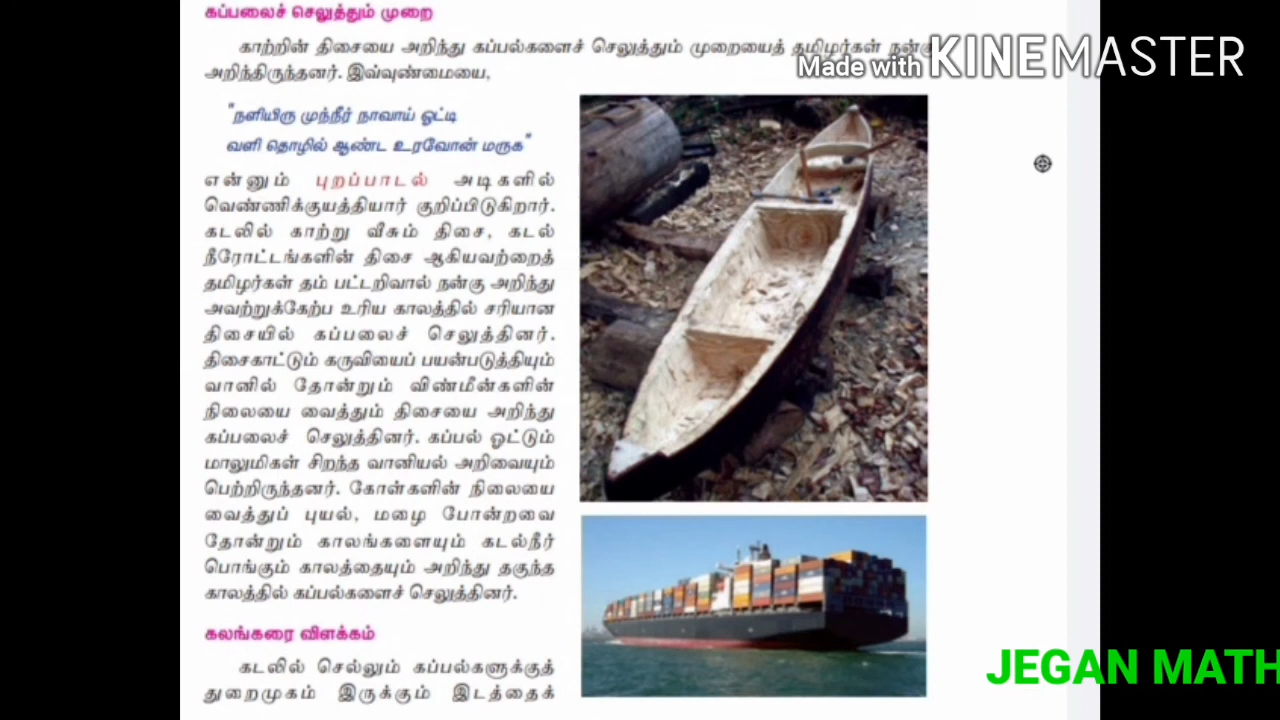 கப்பலைச் செலுத்தும் முறை
காற்றின் திசையை அறிந்து கப்பல்களைச் செலுத்தும் முறையைத் தமிழர்கள்
அறிந்திருந்தனர். இவ்வுண்மையை,
Made with KINEMASTER
"நளியிரு முந்நீர் நாவாய் ஓட்டி
வளி தொழில் ஆண்ட உரவோன் மருக"
என்னும் புறப்பாடல் அடிகளில்
வெண்ணிக்குயத்தியார் குறிப்பிடுகிறார்.
கடலில் காற்று வீசும் திசை, கடல்
நீரோட்டங்களின் திசை ஆகியவற்றைத்
தமிழர்கள் தம் பட்டறிவால் நன்கு அறிந்து
அவற்றுக்கேற்ப உரிய காலத்தில் சரியான
திசையில் கப்பலைச் செலுத்தினர்.
திசைகாட்டும் கருவியைப் பயன்படுத்தியும்
வானில் தோன்றும் விண்மீன்களின்
நிலையை வைத்தும் திசையை அறிந்து
கப்பலைச் செலுத்தினர். கப்பல் ஓட்டும்
மாலுமிகள் சிறந்த வானியல் அறிவையும்
பெற்றிருந்தனர். கோள்களின் நிலையை
வைத்துப் புயல், மழை போன்றவை
தோன்றும் காலங்களையும் கடல்நீர்
பொங்கும் காலத்தையும் அறிந்து தகுந்த
காலத்தில் கப்பல்களைச் செலுத்தினர்.
கலங்கரை விளக்கம்
கடலில் செல்லும் கப்பல்களுக்குத்
துறைமுகம் இருக்கும் இடத்தைக்
JEGAN MATH